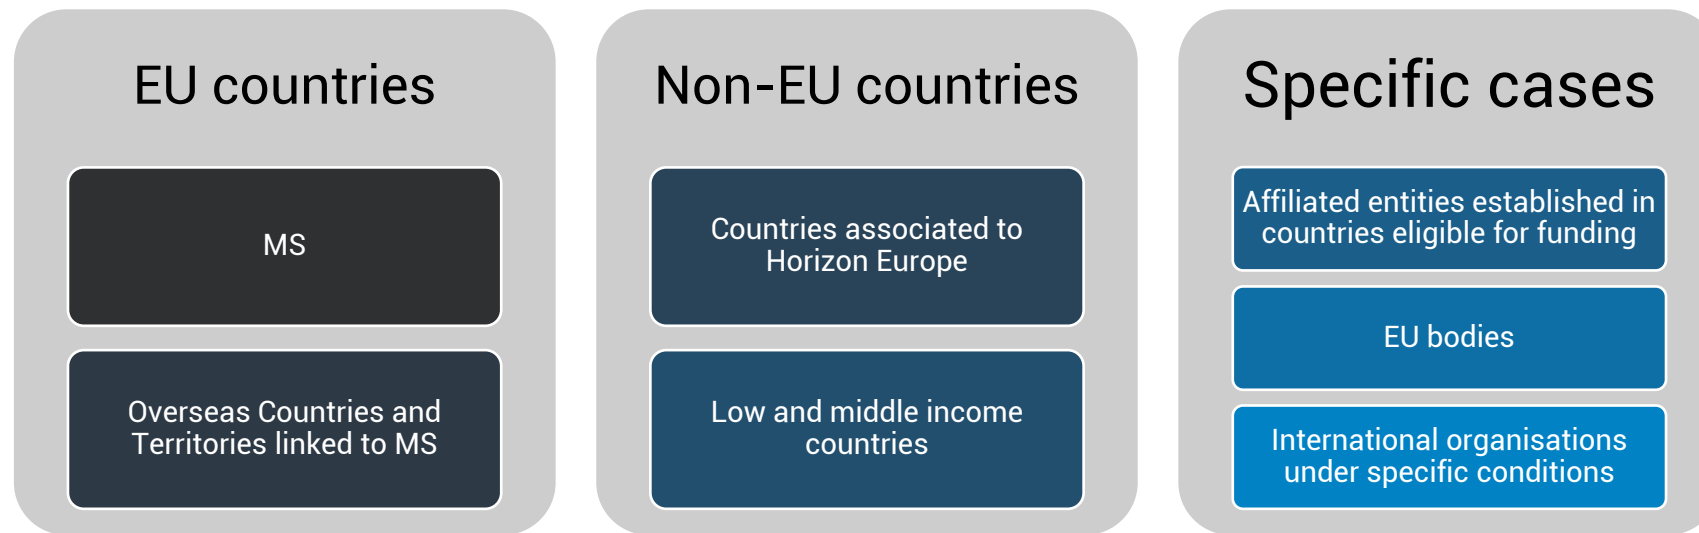 EU countries
MS
Overseas Countries and
Territories linked to MS
Non-EU countries
Countries associated to
Horizon Europe
Low and middle income
countries
Specific cases
Affiliated entities established in
countries eligible for funding
EU bodies
International organisations
under specific conditions